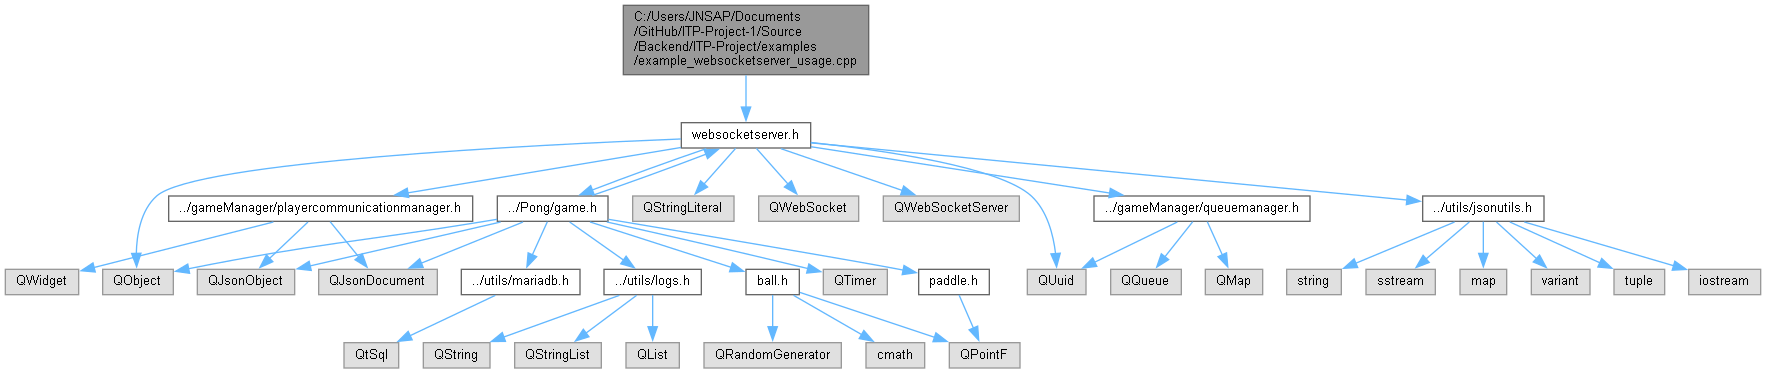 C:/Users/JNSAP/Documents
/GitHub/ITP-Project-1/Source
/Backend/ITP-Project/examples
/example_websocketserver_usage.cpp
websocketserver.h
../gameManager/playercommunicationmanager.h
../Pong/game.h
QStringLiteral
QWebSocket
QWebSocketServer
../gameManager/queuemanager.h
../utils/jsonutils.h
QWidget
QObject
QJsonObject
QJsonDocument
../utils/mariadb.h
../utils/logs.h
ball.h
QTimer
paddle.h
QUuid
QQueue
QMap
string
sstream
map
variant
tuple
iostream
QtSql
QString
QStringList
QList
QRandomGenerator
cmath
QPointF